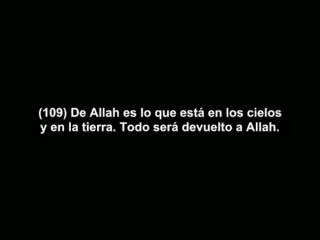 (109) De Allah es lo que está en los cielos
y en la tierra. Todo será devuelto a Allah.